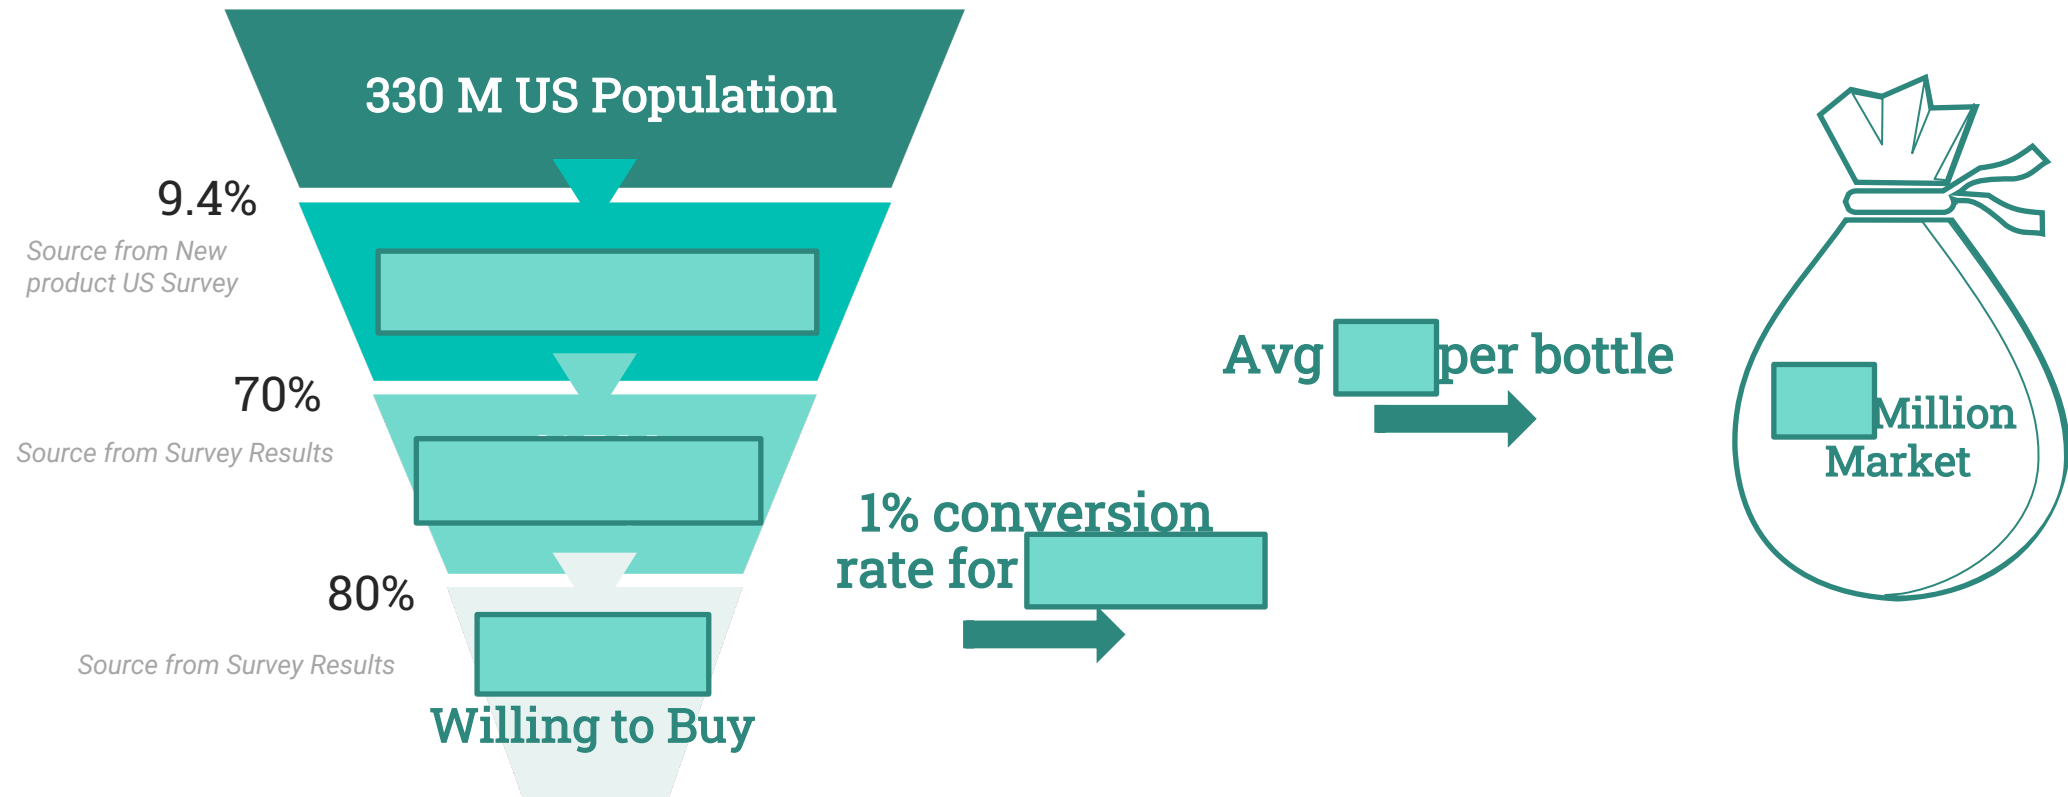 330 M US Population
9.4%
Source from New
product US Survey
70%
Source from Survey Results
80%
Source from Survey Results
Willing to Buy
1% conversion
rate for
Avg per bottle
Million
Market